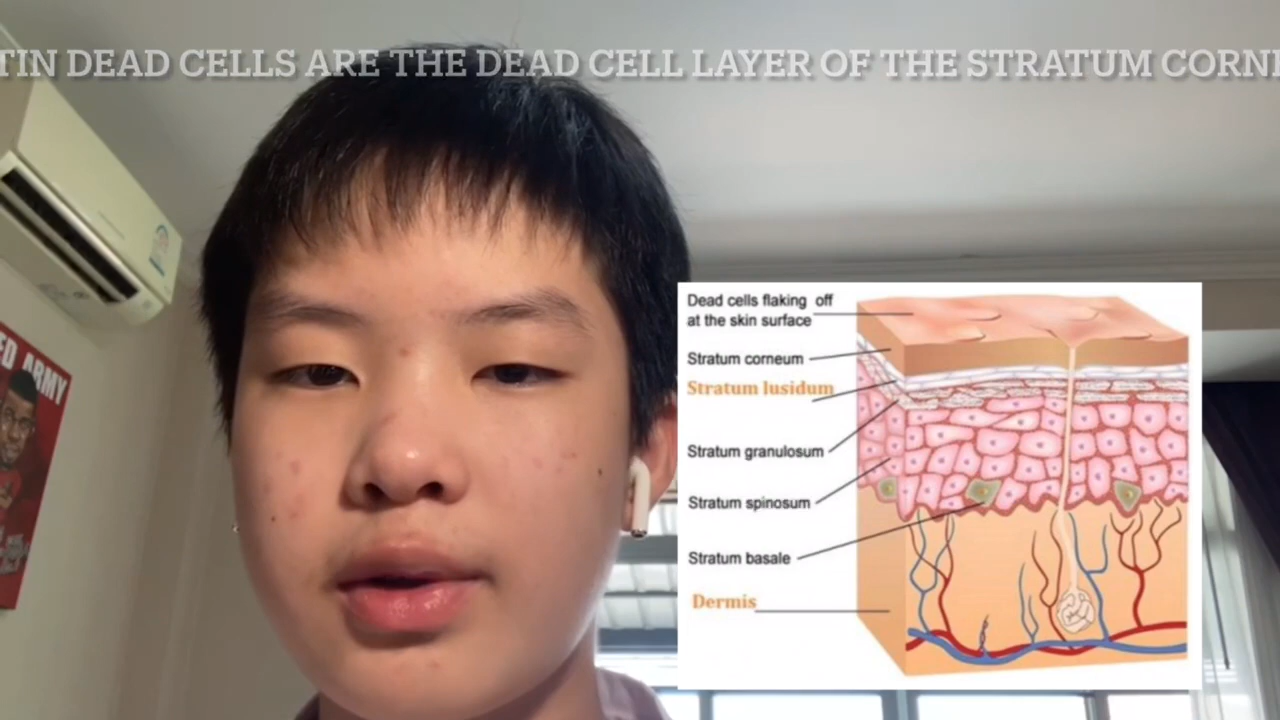 TIN DEAD CELLS ARE THE DEAD CELL LAYER OF THE STRATUM CORN
ED ARMY
Dead cells flaking off
at the skin surface
Stratum corneum
Stratum lusidum
Stratum granulosum
Stratum spinosum
Stratum basale
Dermis